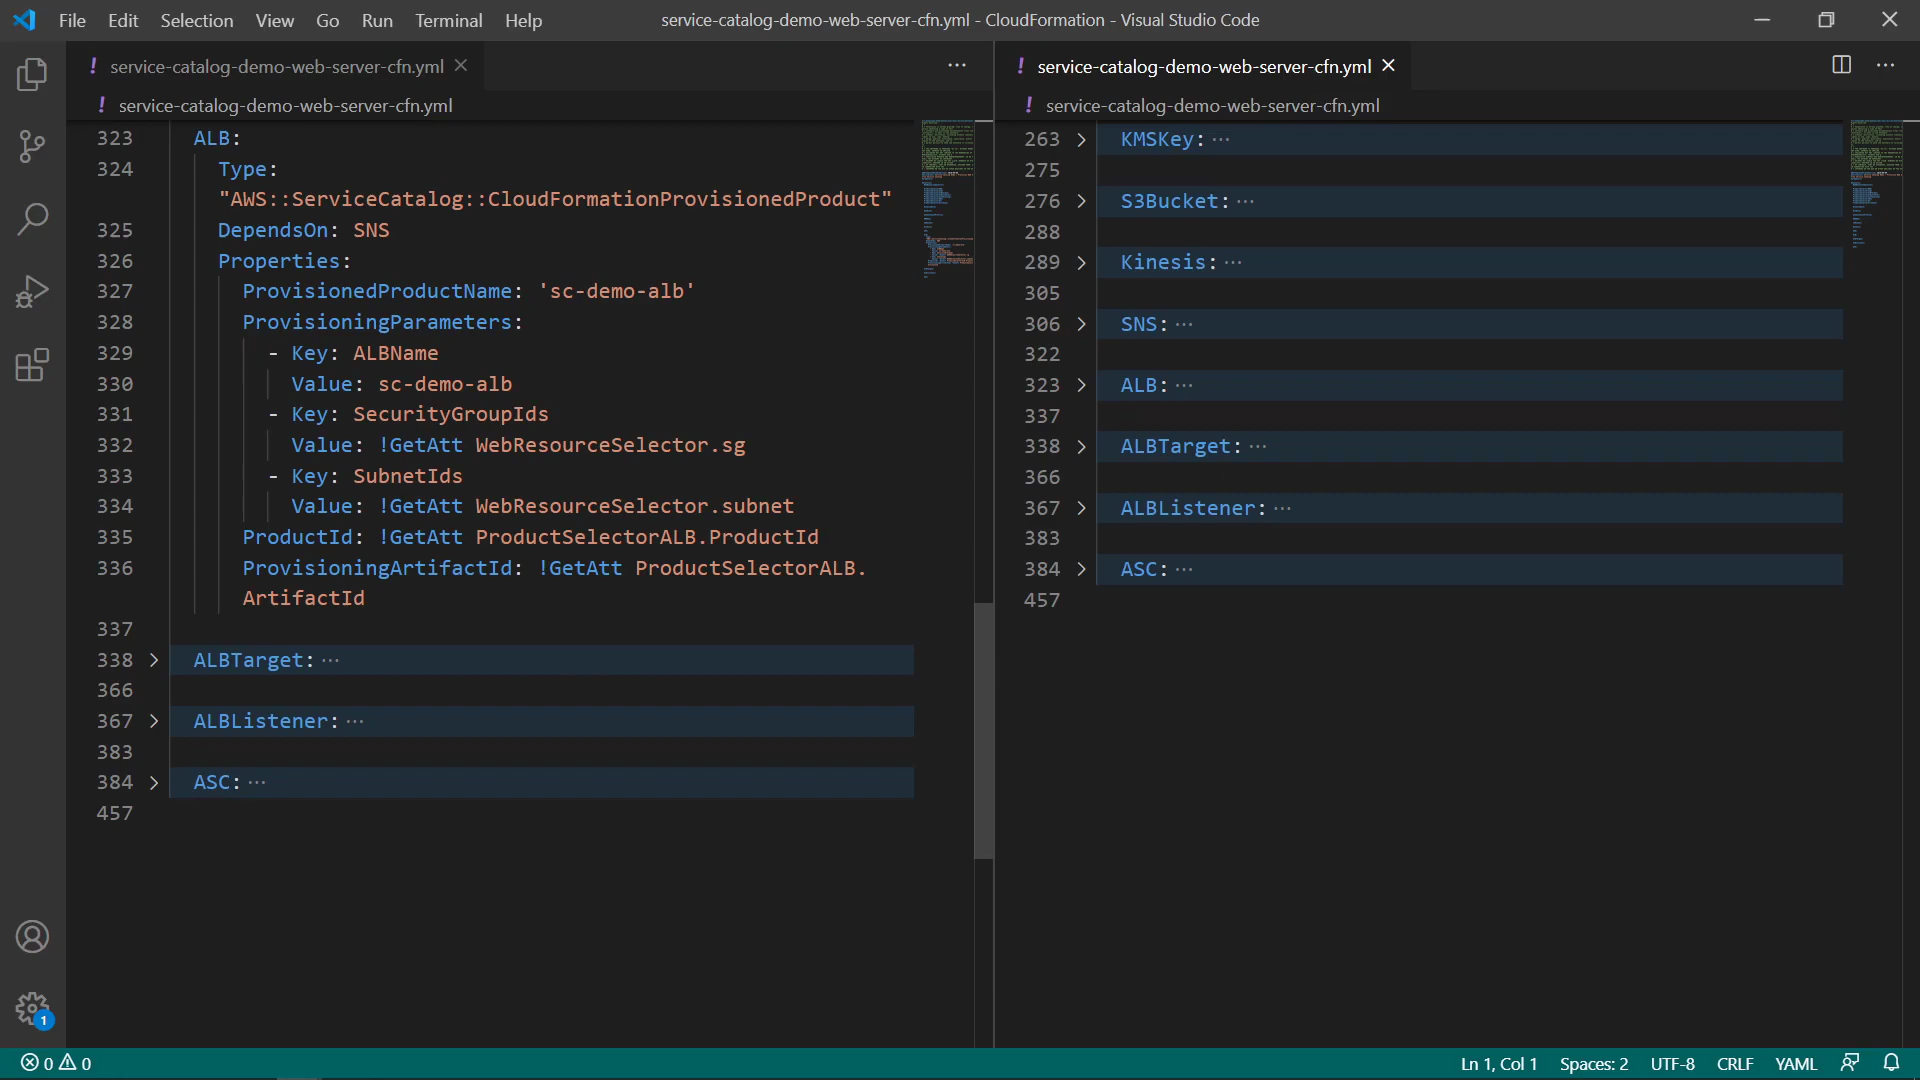 File Edit Selection View Go Run Terminal Help
service-catalog-demo-web-server-cfn.yml - CloudFormation - Visual Studio Code
! service-catalog-demo-web-server-cfn.yml
! service-catalog-demo-web-server-cfn.yml
323 ALB:
324 Type:
"AWS::ServiceCatalog::CloudFormationProvisionedProduct"
325 DependsOn: SNS
326 Properties:
327 ProvisionedProductName: 'sc-demo-alb'
328 ProvisioningParameters:
329 - Key: ALBName
330 Value: sc-demo-alb
331 - Key: SecurityGroupIds
332 Value: !GetAtt WebResourceSelector.sg
333 - Key: SubnetIds
334 Value: !GetAtt WebResourceSelector.subnet
335 ProductId: !GetAtt ProductSelectorALB.ProductId
336 ProvisioningArtifactId: !GetAtt ProductSelectorALB.
ArtifactId
337
338 ALBTarget: ···
366
367 ALBListener: ···
383
384 ASC: ···
457
! service-catalog-demo-web-server-cfn.yml
! service-catalog-demo-web-server-cfn.yml
263 KMSKey: ···
275
276 S3Bucket: ···
288
289 Kinesis: ···
305
306 SNS: ···
322
323 ALB: ···
337
338 ALBTarget: ···
366
367 ALBListener: ···
383
384 ASC: ···
457
1
0 0
Ln 1, Col 1 Spaces: 2 UTF-8 CRLF YAML